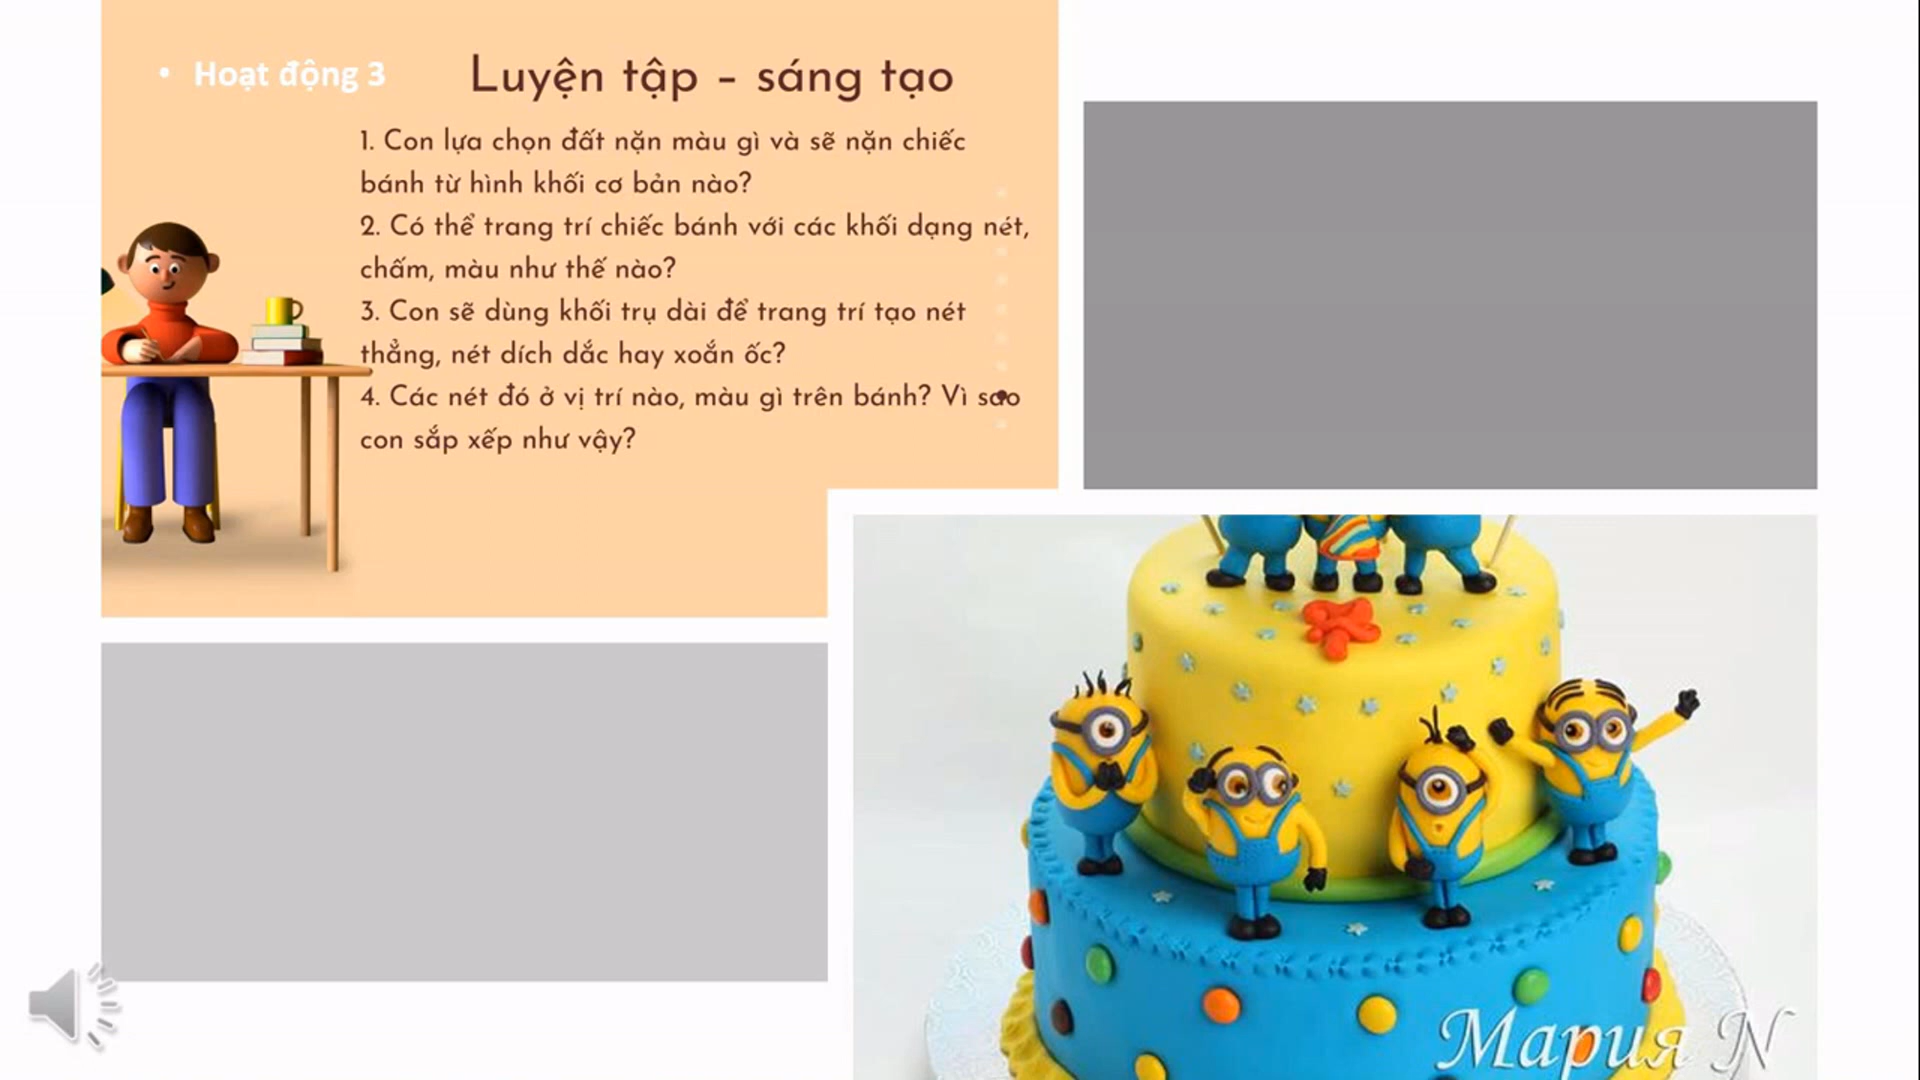 • Hoạt động 3
Luyện tập – sáng tạo
1. Con lựa chọn đất nặn màu gì và sẽ nặn chiếc
bánh từ hình khối cơ bản nào?
2. Có thể trang trí chiếc bánh với các khối dạng nét,
chấm, màu như thế nào?
3. Con sẽ dùng khối trụ dài để trang trí tạo nét
thẳng, nét dích dắc hay xoắn ốc?
4. Các nét đó ở vị trí nào, màu gì trên bánh? Vì sao
con sắp xếp như vậy?
Мария N